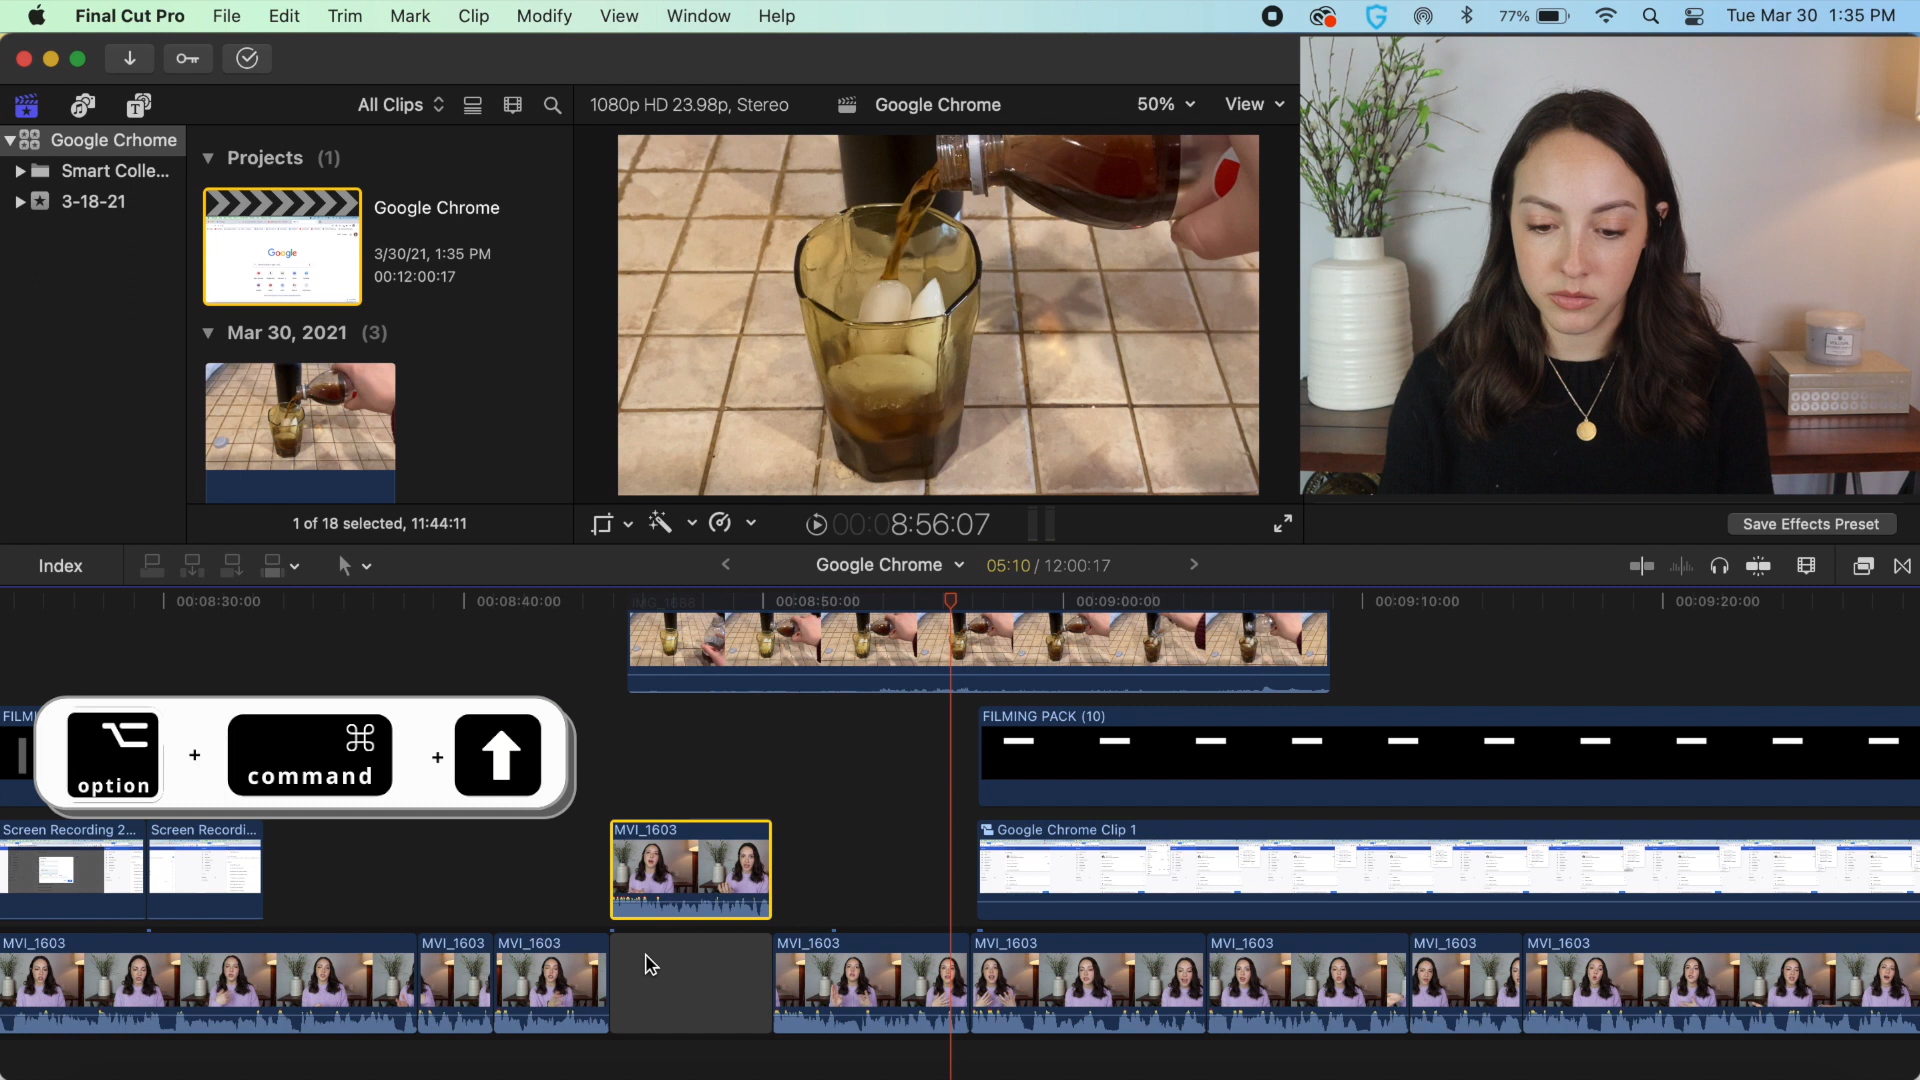 Final Cut Pro File Edit Trim Mark Clip Modify View Window Help 77% Tue Mar 30 1:35 PM
All Clips 1080p HD 23.98p, Stereo Google Chrome 50% View
Google Crhome
Smart Colle...
3-18-21
Projects (1)
Google Chrome
3/30/21, 1:35 PM
00:12:00:17
Google
Mar 30, 2021 (3)
1 of 18 selected, 11:44:11
00:08:56:07
Save Effects Preset
Index
Google Chrome 05:10 / 12:00:17
00:08:30:00 00:08:40:00 00:08:50:00 00:09:00:00 00:09:10:00 00:09:20:00
FILMING PACK (10)
option + command +
Screen Recording 2... Screen Recordi... MVI_1603 Google Chrome Clip 1
MVI_1603 MVI_1603 MVI_1603 MVI_1603 MVI_1603 MVI_1603 MVI_1603 MVI_1603